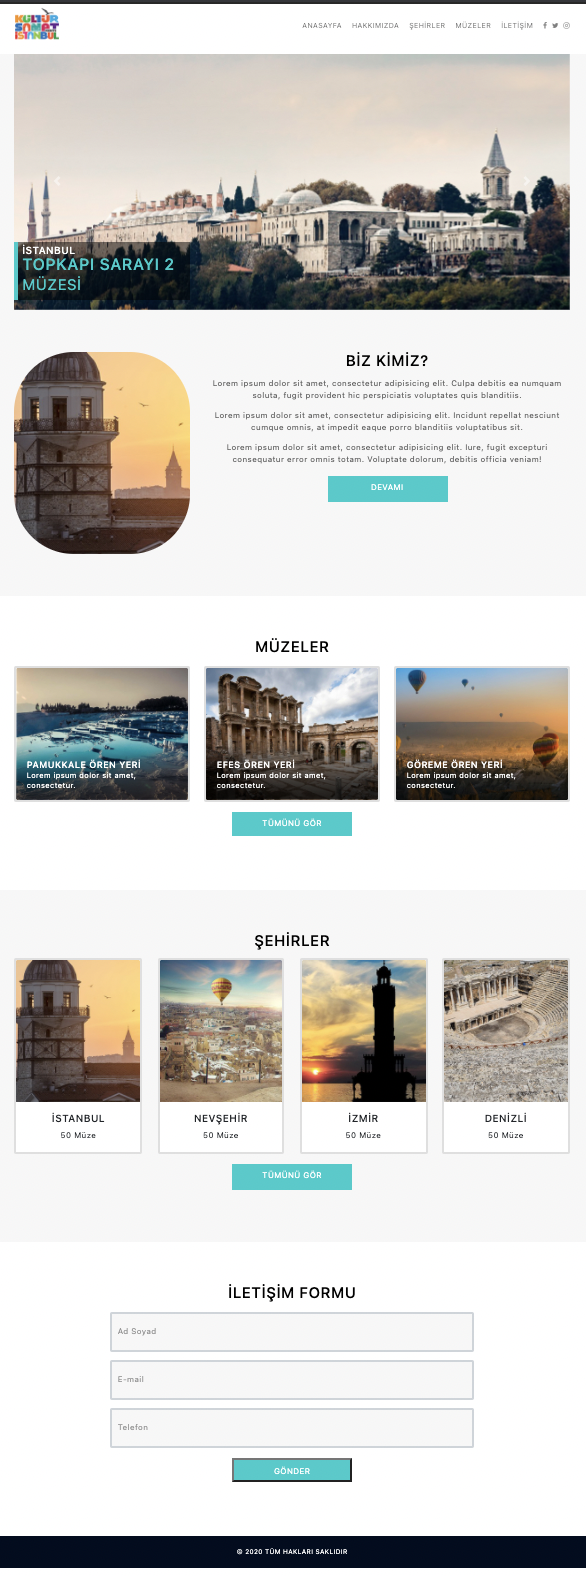 KÜLTÜR
SANAT
İSTANBUL
ANASAYFA HAKKIMIZDA ŞEHİRLER MÜZELER İLETİŞİM
İSTANBUL
TOPKAPI SARAYI 2
MÜZESİ
BİZ KİMİZ?
Lorem ipsum dolor sit amet, consectetur adipisicing elit. Culpa debitis ea numquam
soluta, fugit provident hic perspiciatis voluptates quis blanditiis.
Lorem ipsum dolor sit amet, consectetur adipisicing elit. Incidunt repellat nesciunt
cumque omnis, at impedit eaque porro blanditiis voluptatibus sit.
Lorem ipsum dolor sit amet, consectetur adipisicing elit. Iure, fugit excepturi
consequatur error omnis totam. Voluptate dolorum, debitis officia veniam!
DEVAMI
MÜZELER
PAMUKKALE ÖREN YERİ
Lorem ipsum dolor sit amet,
consectetur.
EFES ÖREN YERİ
Lorem ipsum dolor sit amet,
consectetur.
GÖREME ÖREN YERİ
Lorem ipsum dolor sit amet,
consectetur.
TÜMÜNÜ GÖR
ŞEHİRLER
İSTANBUL
50 Müze
NEVŞEHİR
50 Müze
İZMİR
50 Müze
DENİZLİ
50 Müze
TÜMÜNÜ GÖR
İLETİŞİM FORMU
Ad Soyad
E-mail
Telefon
GÖNDER
© 2020 TÜM HAKLARI SAKLIDIR